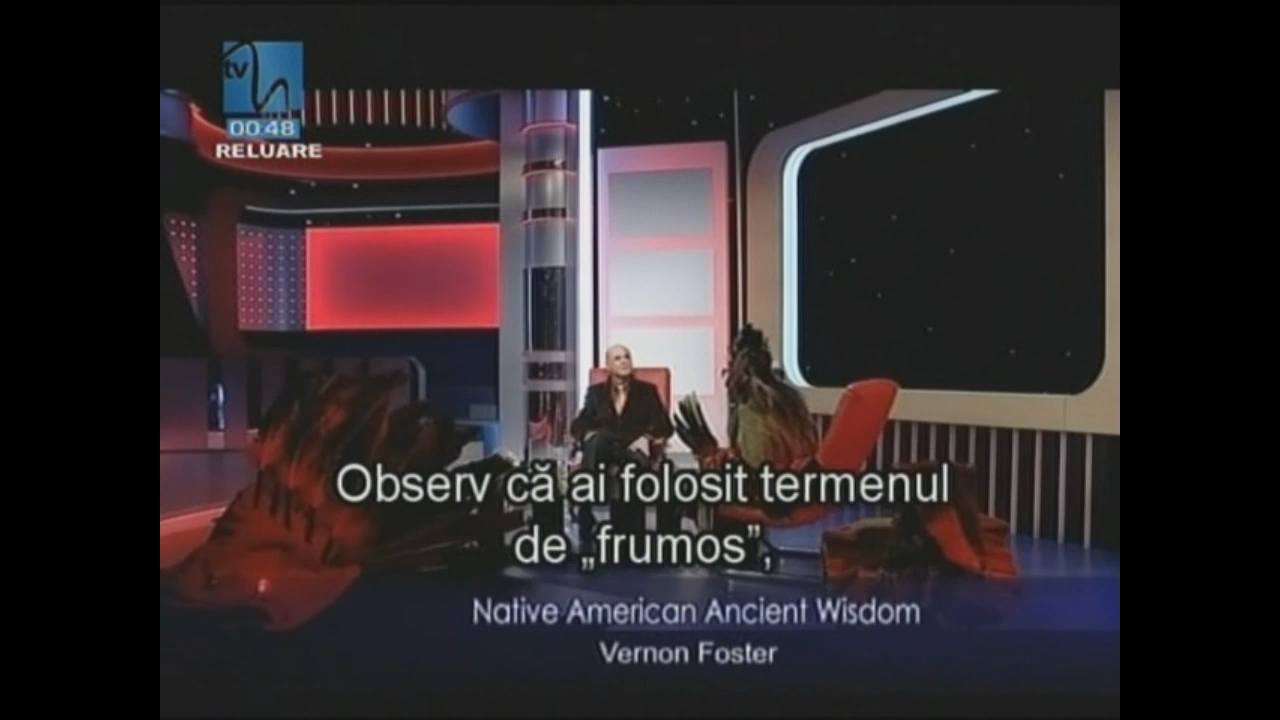 tv h
00:48
RELUARE
Observ că ai folosit termenul
de „frumos”,
Native American Ancient Wisdom
Vernon Foster